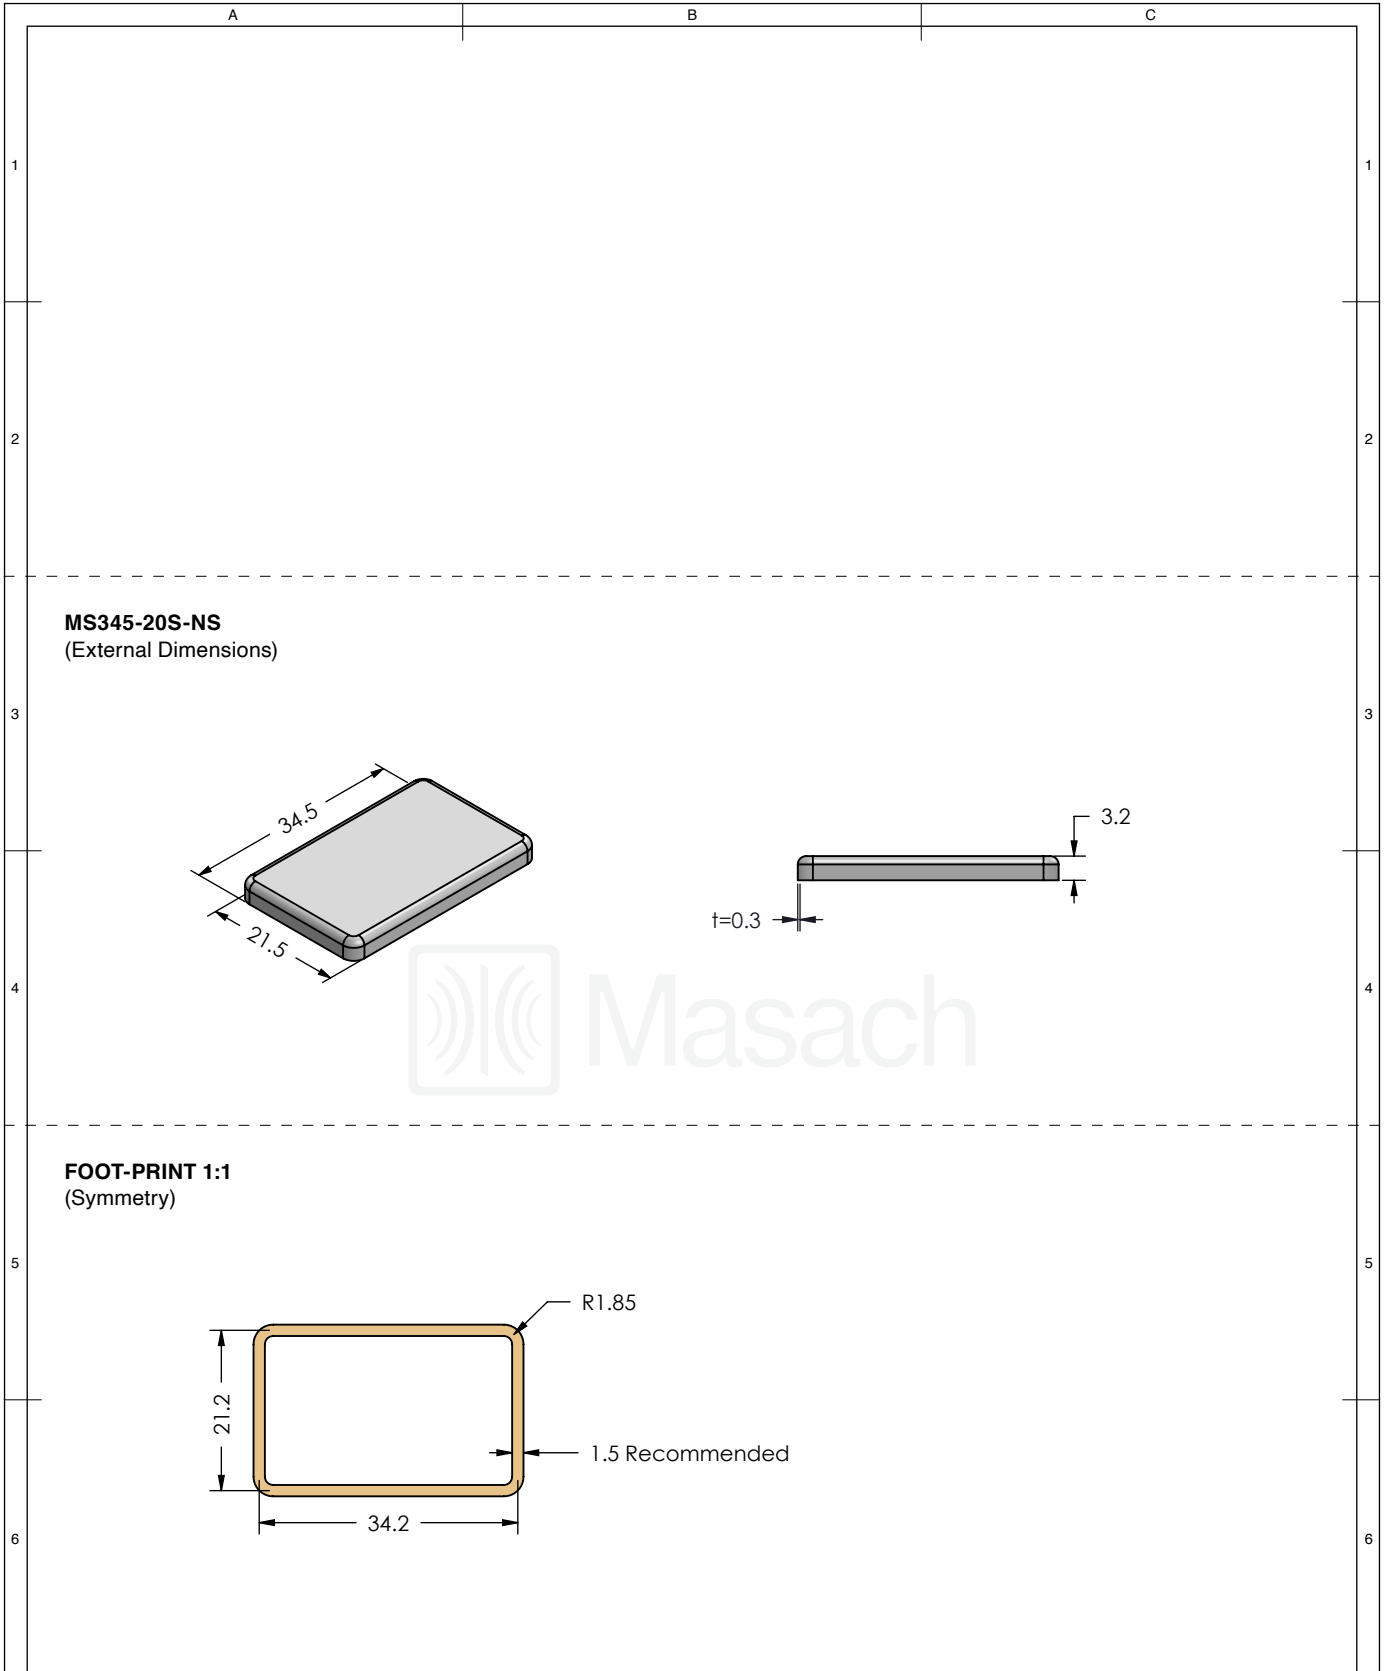 A B C
1 1
2 2
MS345-20S-NS
(External Dimensions)
3 3
34.5
3.2
t=0.3
21.5
4 4
Masach
FOOT-PRINT 1:1
(Symmetry)
5 5
R1.85
21.2
1.5 Recommended
34.2
6 6